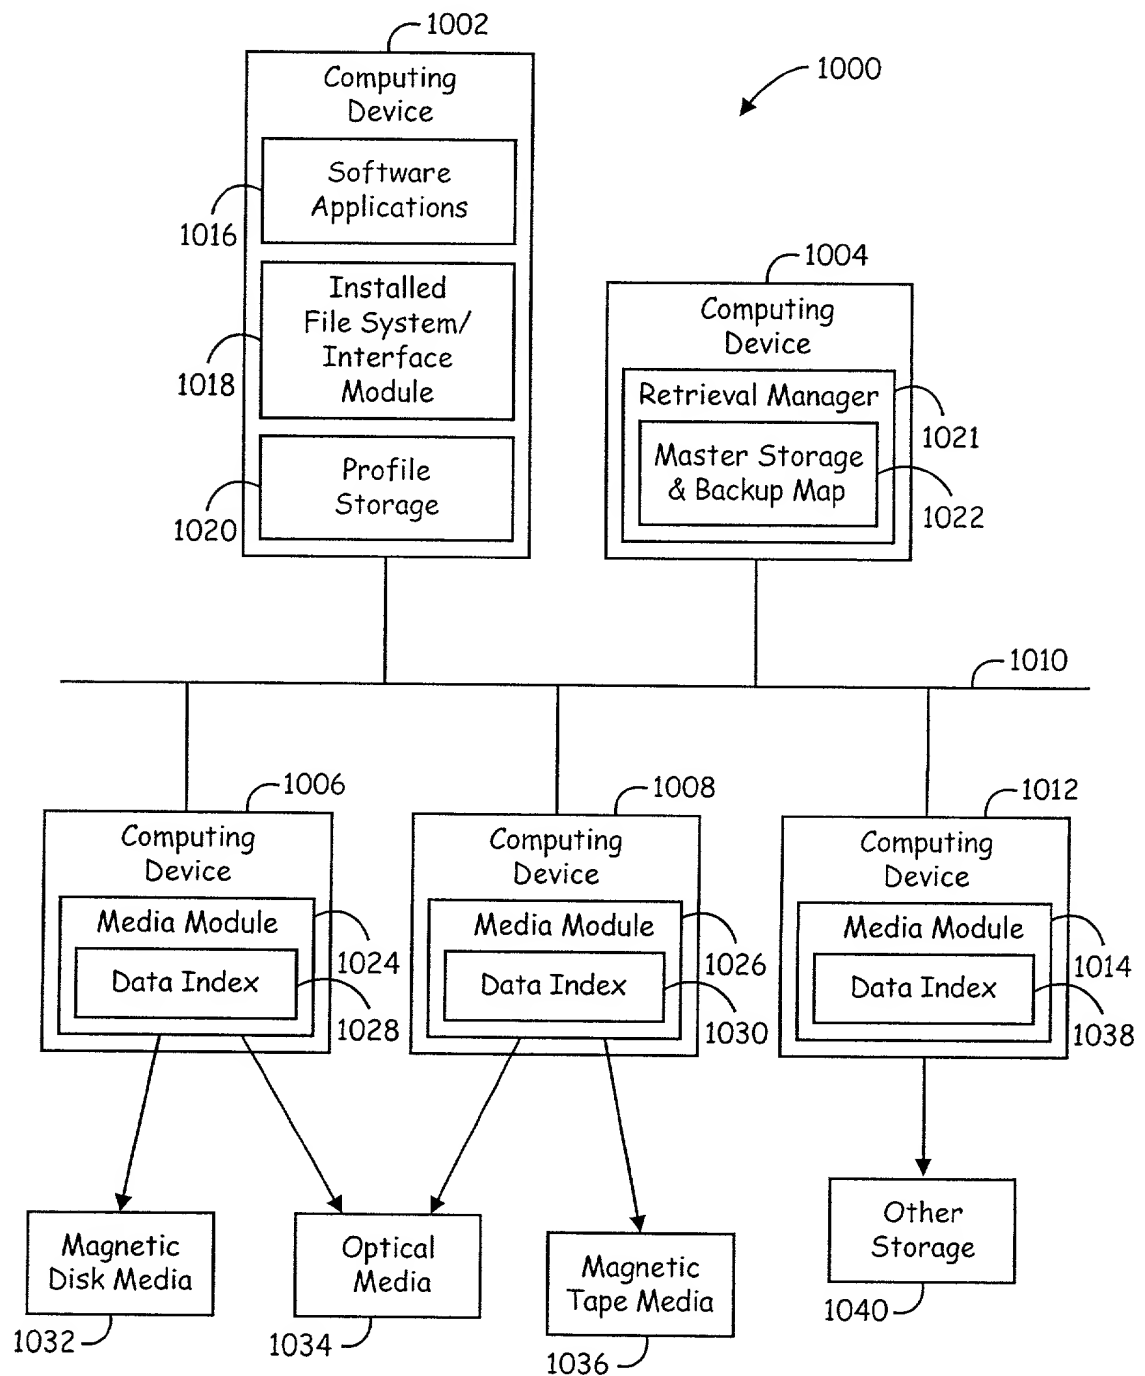 1002
Computing
Device
1000
Software
Applications
1016
Installed
File System/
Interface
Module
1018
Profile
Storage
1020
1004
Computing
Device
Retrieval Manager
1021
Master Storage
& Backup Map
1022
1010
1006
Computing
Device
Media Module
1024
Data Index
1028
1008
Computing
Device
Media Module
1026
Data Index
1030
1012
Computing
Device
Media Module
1014
Data Index
1038
Magnetic
Disk Media
1032
Optical
Media
1034
Magnetic
Tape Media
1036
Other
Storage
1040